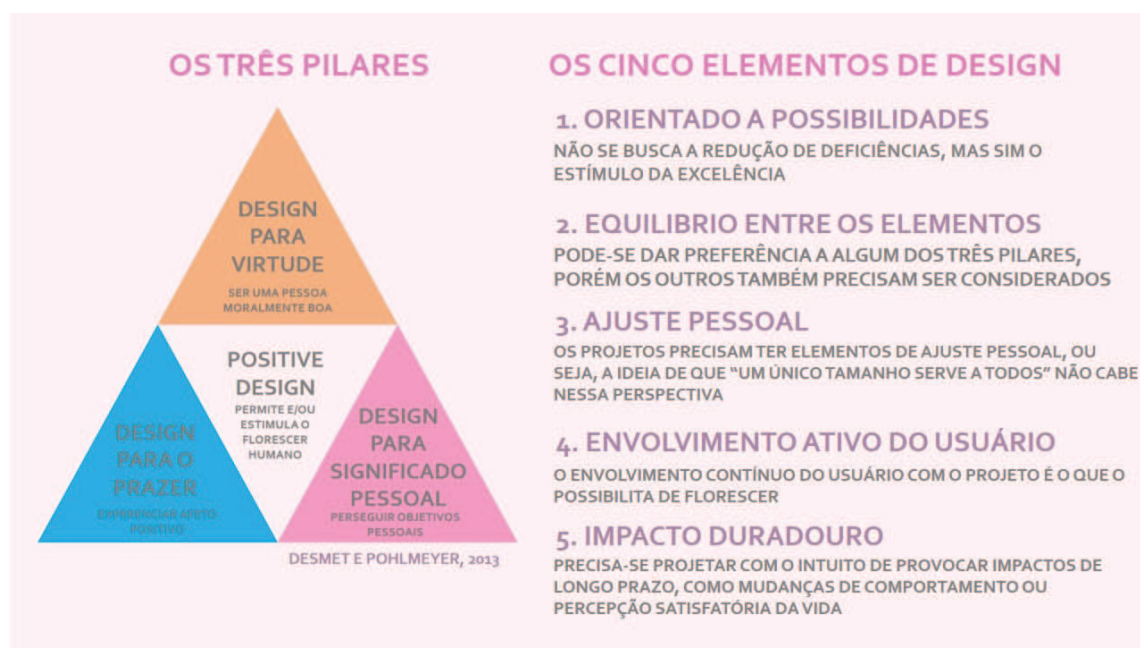 OS TRÊS PILARES
DESIGN
PARA
VIRTUDE
SER UMA PESSOA
MORALMENTE BOA
POSITIVE
DESIGN
PERMITE E/OU
ESTIMULA O
FLORESCER
HUMANO
DESIGN
PARA O
PRAZER
EXPERENCIAR AFETO
POSITIVO
DESIGN
PARA
SIGNIFICADO
PESSOAL
PERSEGUIR OBJETIVOS
PESSOAIS
DESMET E POHLMEYER, 2013
OS CINCO ELEMENTOS DE DESIGN
1. ORIENTADO A POSSIBILIDADES
NÃO SE BUSCA A REDUÇÃO DE DEFICIÊNCIAS, MAS SIM O
ESTÍMULO DA EXCELÊNCIA
2. EQUILIBRIO ENTRE OS ELEMENTOS
PODE-SE DAR PREFERÊNCIA A ALGUM DOS TRÊS PILARES,
PORÉM OS OUTROS TAMBÉM PRECISAM SER CONSIDERADOS
3. AJUSTE PESSOAL
OS PROJETOS PRECISAM TER ELEMENTOS DE AJUSTE PESSOAL, OU
SEJA, A IDEIA DE QUE “UM ÚNICO TAMANHO SERVE A TODOS” NÃO CABE
NESSA PERSPECTIVA
4. ENVOLVIMENTO ATIVO DO USUÁRIO
O ENVOLVIMENTO CONTÍNUO DO USUÁRIO COM O PROJETO É O QUE O
POSSIBILITA DE FLORESCER
5. IMPACTO DURADOURO
PRECISA-SE PROJETAR COM O INTUITO DE PROVOCAR IMPACTOS DE
LONGO PRAZO, COMO MUDANÇAS DE COMPORTAMENTO OU
PERCEPÇÃO SATISFATÓRIA DA VIDA